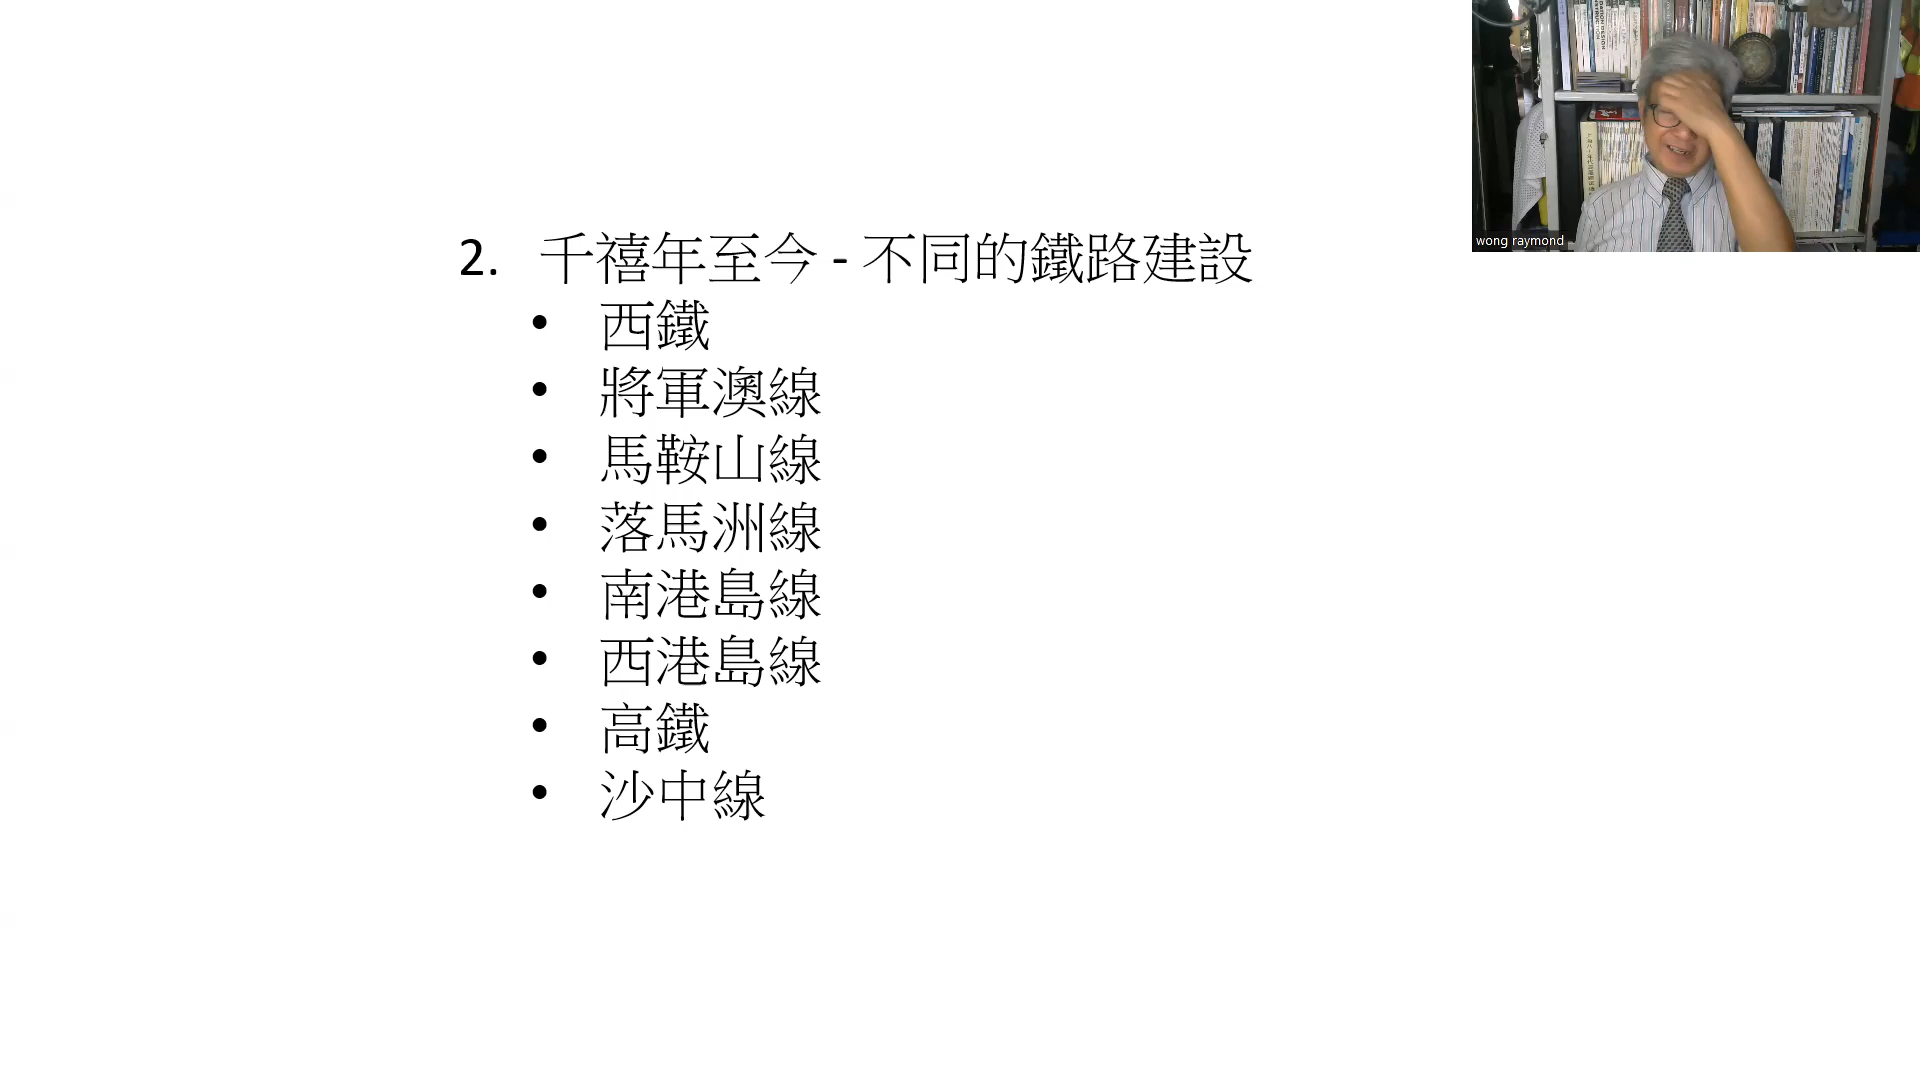 2. 千禧年至今 - 不同的鐵路建設
• 西鐵
• 將軍澳線
• 馬鞍山線
• 落馬洲線
• 南港島線
• 西港島線
• 高鐵
• 沙中線
wong raymond